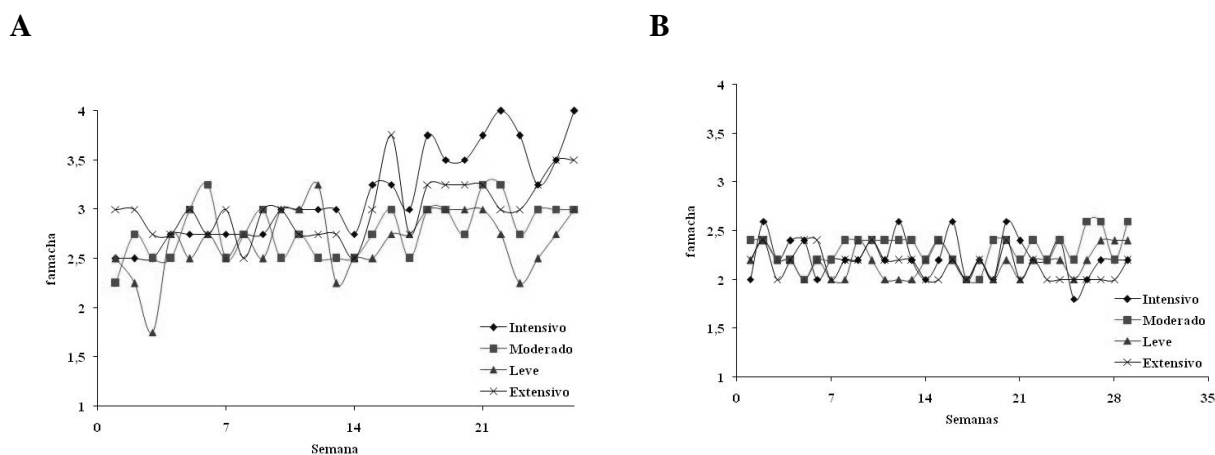 A
B
famacha
4
3,5
3
2,5
2
1,5
1
0
7
14
21
Semana
Intensivo
Moderado
Leve
Extensivo
famacha
4
3,5
3
2,5
2
1,5
1
0
7
14
21
28
35
Semanas
Intensivo
Moderado
Leve
Extensivo